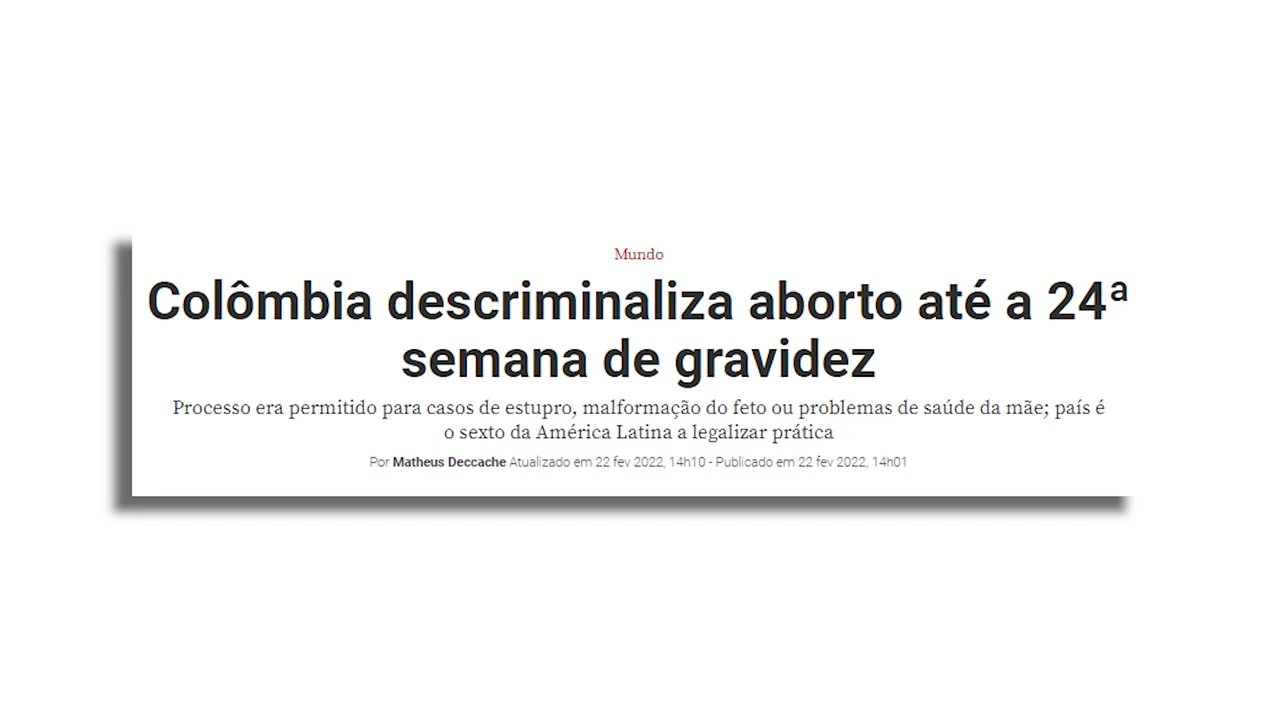 Mundo
Colômbia descriminaliza aborto até a 24ª
semana de gravidez
Processo era permitido para casos de estupro, malformação do feto ou problemas de saúde da mãe; país é
o sexto da América Latina a legalizar prática
Por Matheus Deccache Atualizado em 22 fev 2022, 14h10 - Publicado em 22 fev 2022, 14h01